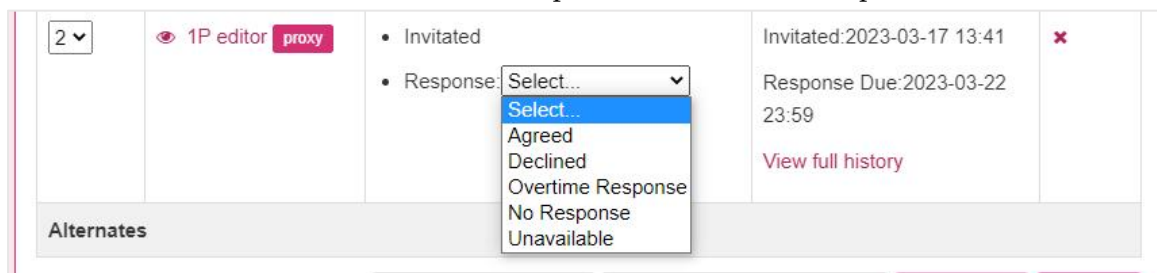 2
1P editor proxy
• Invitated
• Response: Select...
Select...
Agreed
Declined
Overtime Response
No Response
Unavailable
Invitated:2023-03-17 13:41
Response Due:2023-03-22
23:59
View full history
Alternates